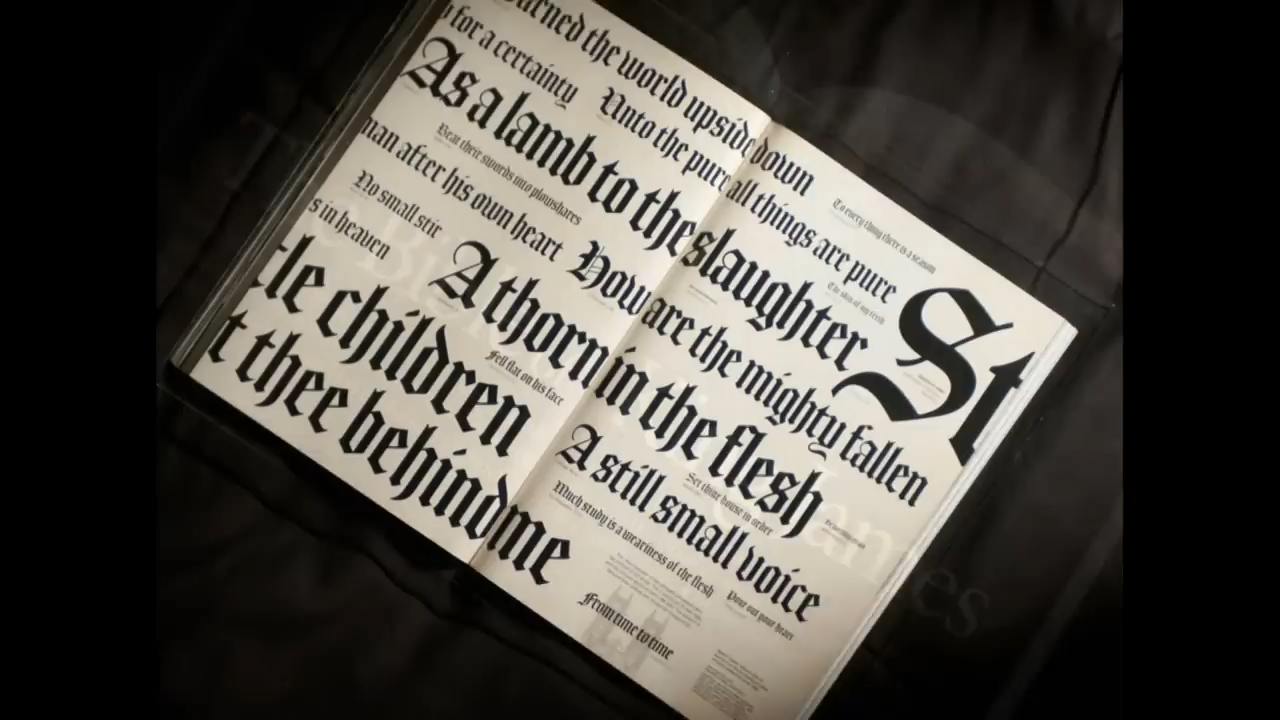 urned the world upside down
for a certainty
Unto the pure all things are pure
To every thing there is a season
As a lamb to the slaughter
The skin of my teeth
St
Beat their swords into plowshares
man after his own heart
How are the mighty fallen
No small stir
s in heaven
A thorn in the flesh
tle children
Fell flat on his face
A still small voice
Set thine house in order
t thee behind me
Much study is a weariness of the flesh
Pour out your heart
From time to time